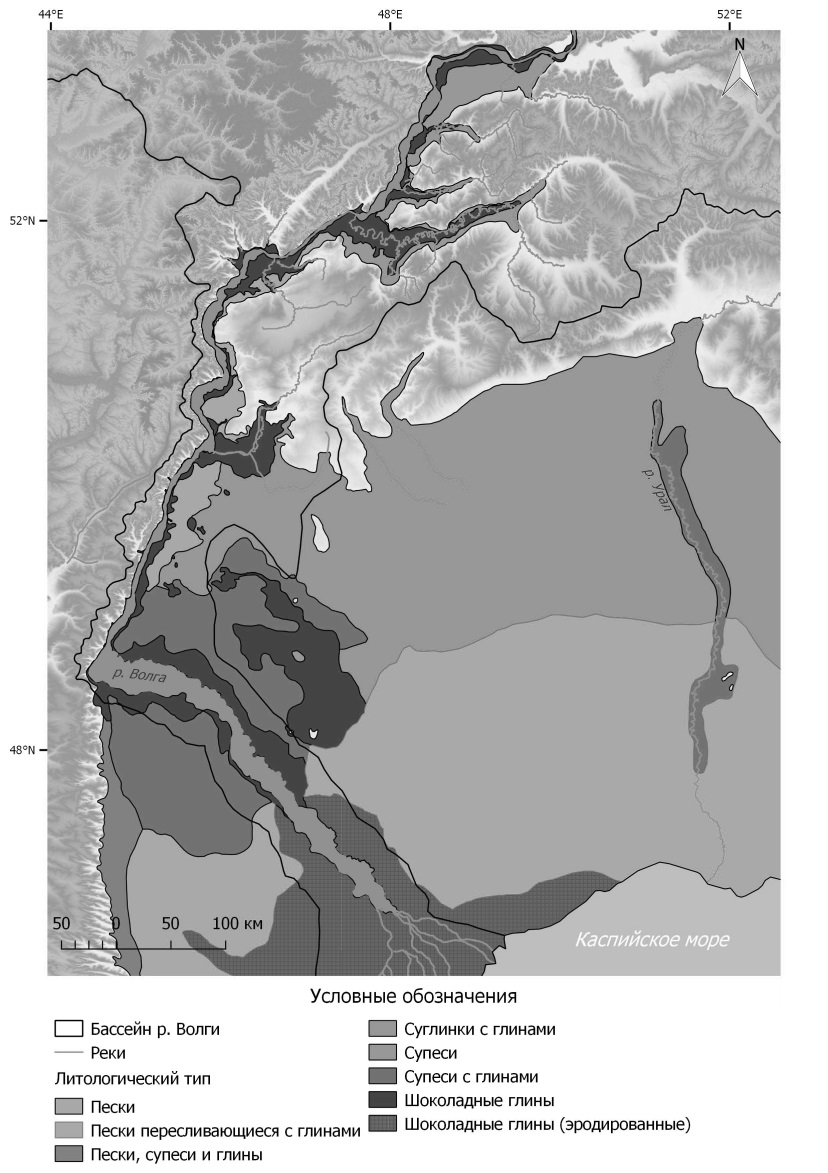 44°E 48°E 52°E
N
52°N
р. Урал
р. Волга
48°N
50 0 50 100 км
Каспийское море
Условные обозначения
Бассейн р. Волги
Реки
Литологический тип
Пески
Пески пересливающиеся с глинами
Пески, супеси и глины
Суглинки с глинами
Супеси
Супеси с глинами
Шоколадные глины
Шоколадные глины (эродированные)